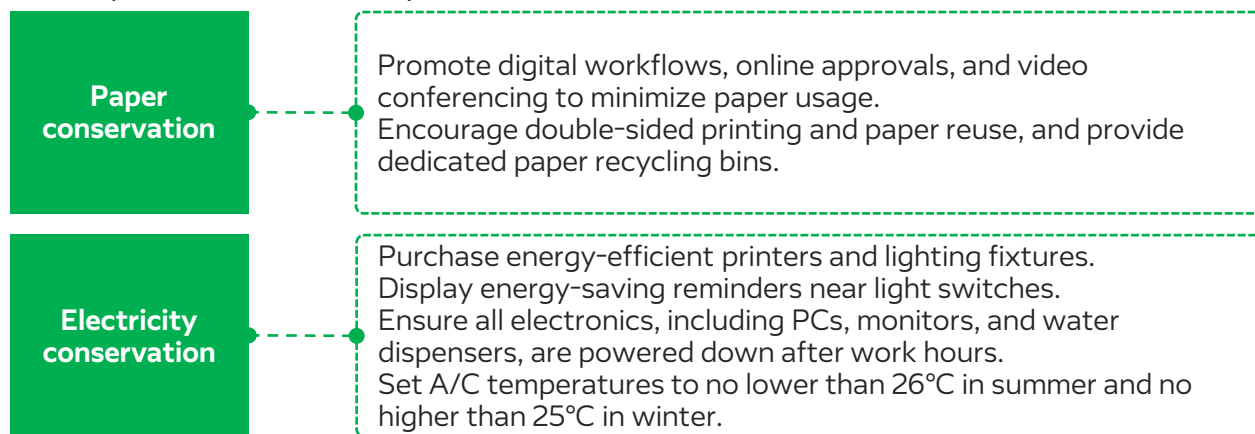 Paper
conservation
Promote digital workflows, online approvals, and video
conferencing to minimize paper usage.
Encourage double-sided printing and paper reuse, and provide
dedicated paper recycling bins.
Electricity
conservation
Purchase energy-efficient printers and lighting fixtures.
Display energy-saving reminders near light switches.
Ensure all electronics, including PCs, monitors, and water
dispensers, are powered down after work hours.
Set A/C temperatures to no lower than 26°C in summer and no
higher than 25°C in winter.